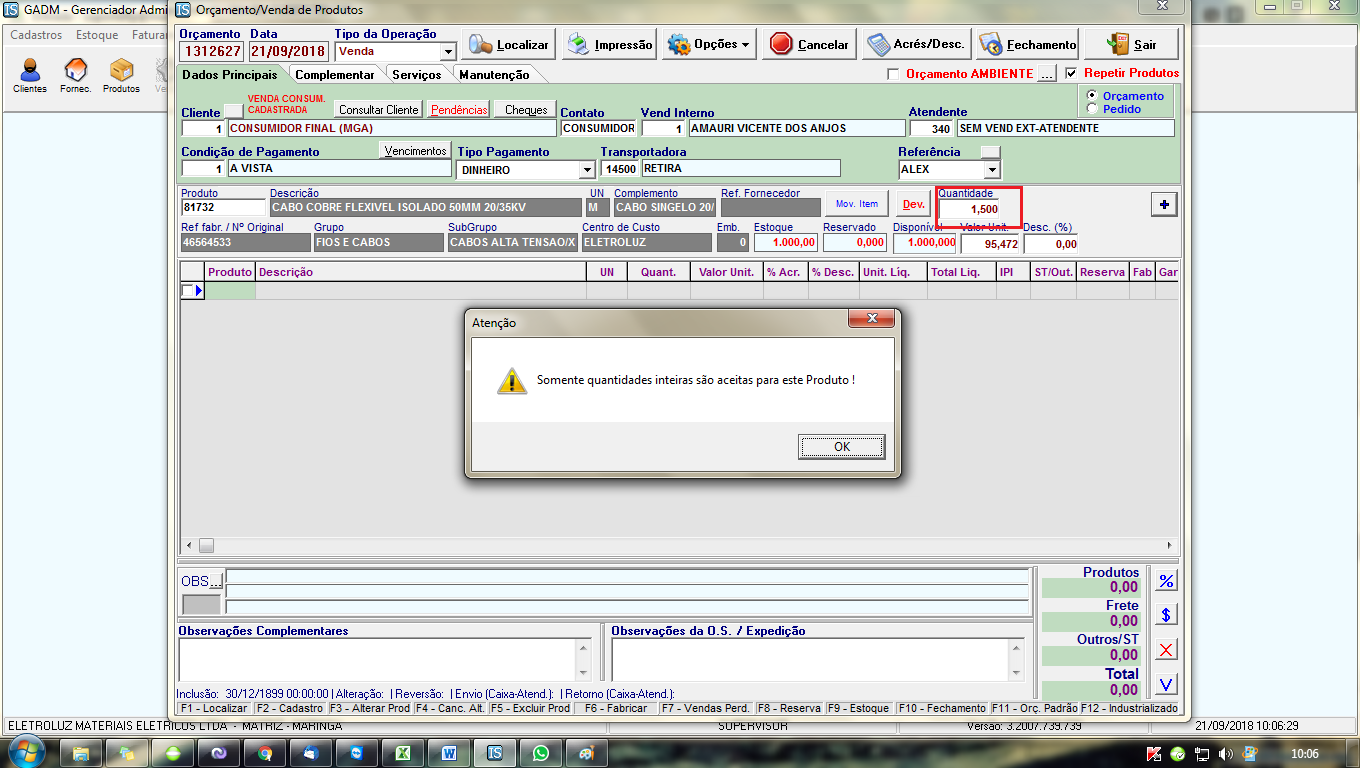 GADM - Gerenciador Admi
Orçamento/Venda de Produtos
Cadastros Estoque Fatura
Clientes Fornec. Produtos
Orçamento Data Tipo da Operação
1312627 21/09/2018 Venda
Localizar Impressão Opções Cancelar Acrés/Desc. Fechamento Sair
Dados Principais Complementar Serviços Manutenção
Orçamento AMBIENTE ... Repetir Produtos
Orçamento
Pedido
VENDA CONSUM.
CADASTRADA
Cliente Consultar Cliente Pendências Cheques Contato Vend Interno Atendente
1 CONSUMIDOR FINAL (MGA) CONSUMIDOR 1 AMAURI VICENTE DOS ANJOS 340 SEM VEND EXT-ATENDENTE
Condição de Pagamento Vencimentos Tipo Pagamento Transportadora Referência
1 A VISTA DINHEIRO 14500 RETIRA ALEX
Produto Descrição UN Complemento Ref. Fornecedor Mov. Item Dev. Quantidade
81732 CABO COBRE FLEXIVEL ISOLADO 50MM 20/35KV M CABO SINGELO 20/ 1,500 +
Ref fabr. / Nº Original Grupo SubGrupo Centro de Custo Emb. Estoque Reservado Disponível Valor Unit. Desc. (%)
46564533 FIOS E CABOS CABOS ALTA TENSAO/X ELETROLUZ 0 1.000,00 0,000 1.000,000 95,472 0,00
Produto Descrição UN Quant. Valor Unit. % Acr. % Desc. Unit. Líq. Total Liq. IPI ST/Out. Reserva Fab Gar
Atenção
Somente quantidades inteiras são aceitas para este Produto !
OK
OBS...
Produtos
0,00
%
Frete
0,00
$
Outros/ST
0,00
X
Total
0,00
V
Observações Complementares Observações da O.S. / Expedição
Inclusão: 30/12/1899 00:00:00 | Alteração: | Reversão: | Envio (Caixa-Atend.): | Retorno (Caixa-Atend.):
F1 - Localizar F2 - Cadastro F3 - Alterar Prod F4 - Canc. Alt. F5 - Excluir Prod F6 - Fabricar F7 - Vendas Perd. F8 - Reserva F9 - Estoque F10 - Fechamento F11 - Orç. Padrão F12 - Industrializado
ELETROLUZ MATERIAIS ELETRICOS LTDA - MATRIZ - MARINGA SUPERVISOR Versão: 3.2007.739.739 21/09/2018 10:06:29
10:06